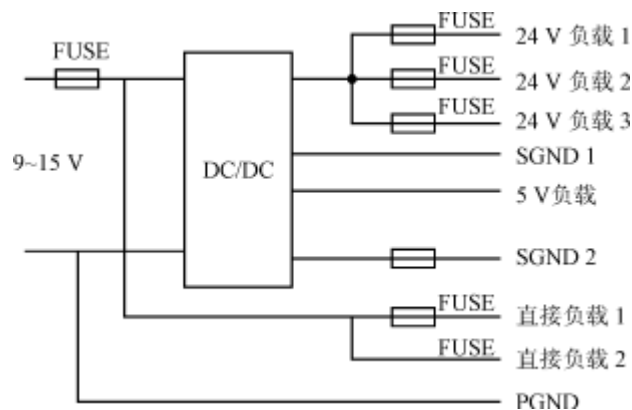 FUSE
24 V 负载 1
FUSE
FUSE
24 V 负载 2
FUSE
24 V 负载 3
9~15 V
SGND 1
DC/DC
5 V负载
SGND 2
FUSE
直接负载 1
FUSE
直接负载 2
PGND